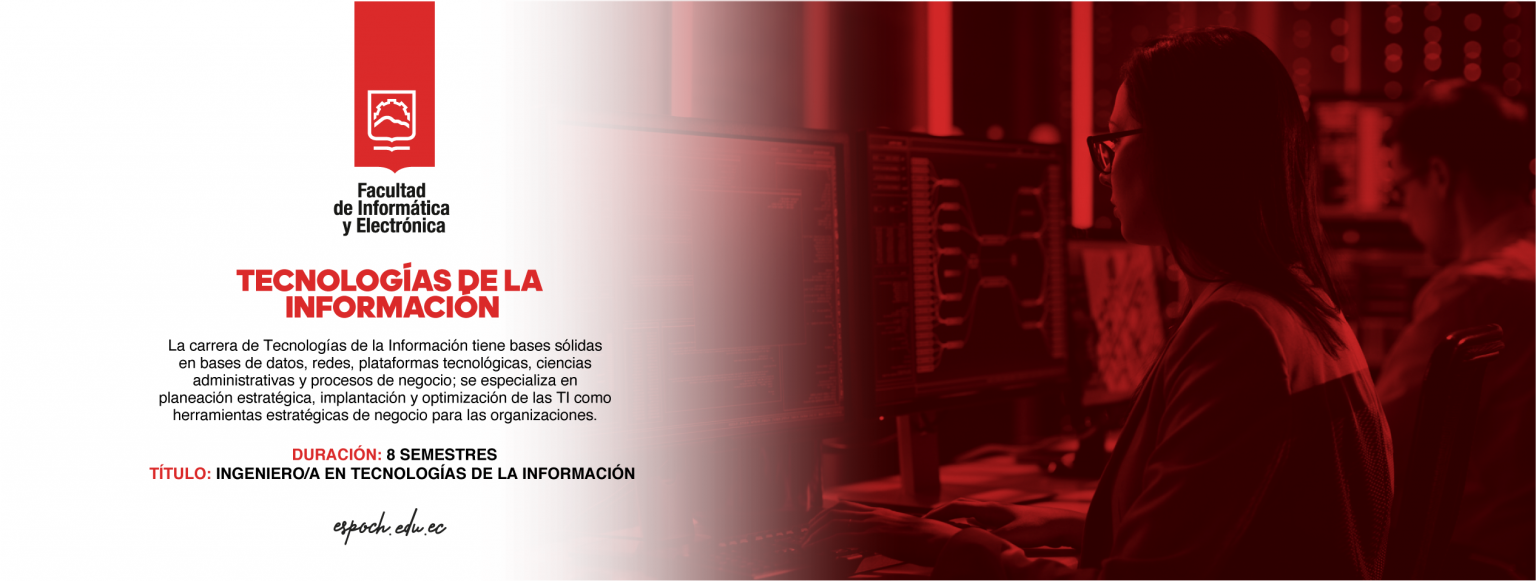 Facultad
de Informática
y Electrónica
TECNOLOGÍAS DE LA
INFORMACIÓN
La carrera de Tecnologías de la Información tiene bases sólidas
en bases de datos, redes, plataformas tecnológicas, ciencias
administrativas y procesos de negocio; se especializa en
planeación estratégica, implantación y optimización de las TI como
herramientas estratégicas de negocio para las organizaciones.
DURACIÓN: 8 SEMESTRES
TÍTULO: INGENIERO/A EN TECNOLOGÍAS DE LA INFORMACIÓN
espoch.edu.ec